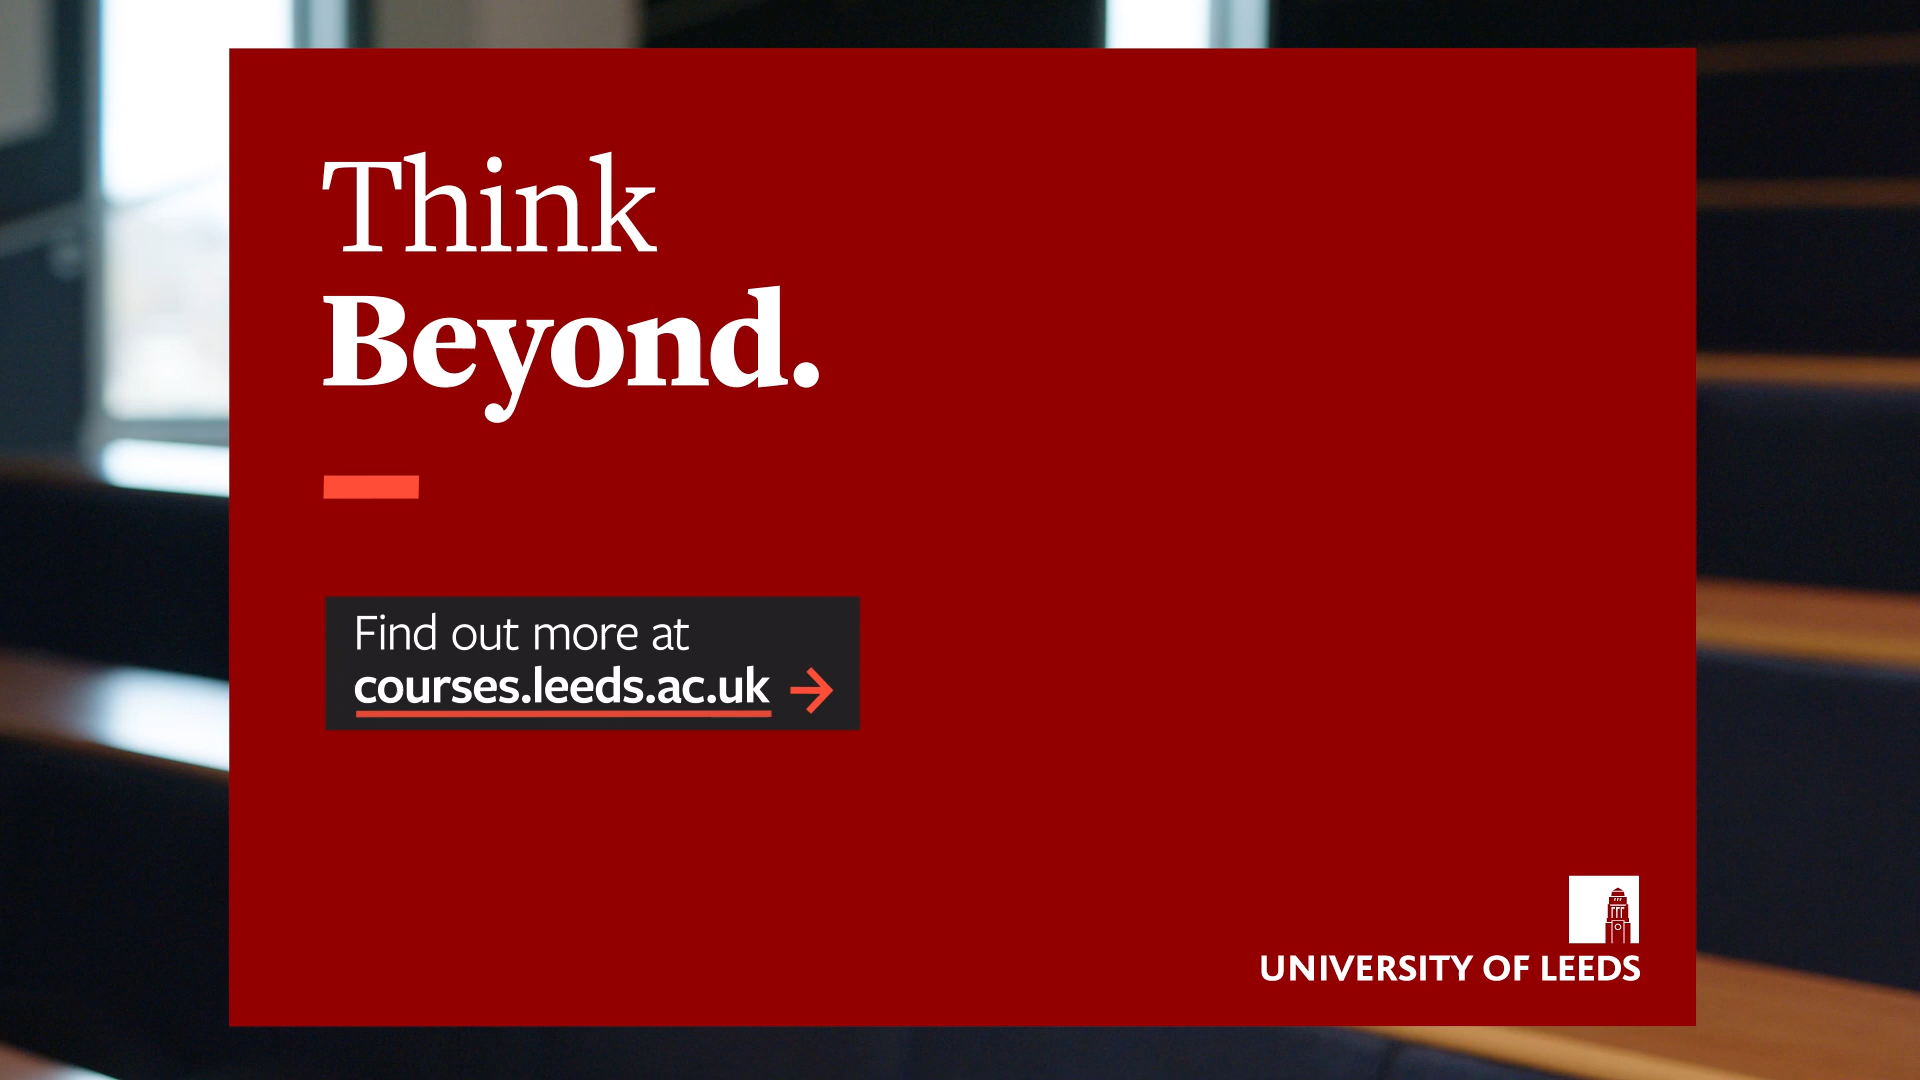 Think
Beyond.
Find out more at
courses.leeds.ac.uk
UNIVERSITY OF LEEDS